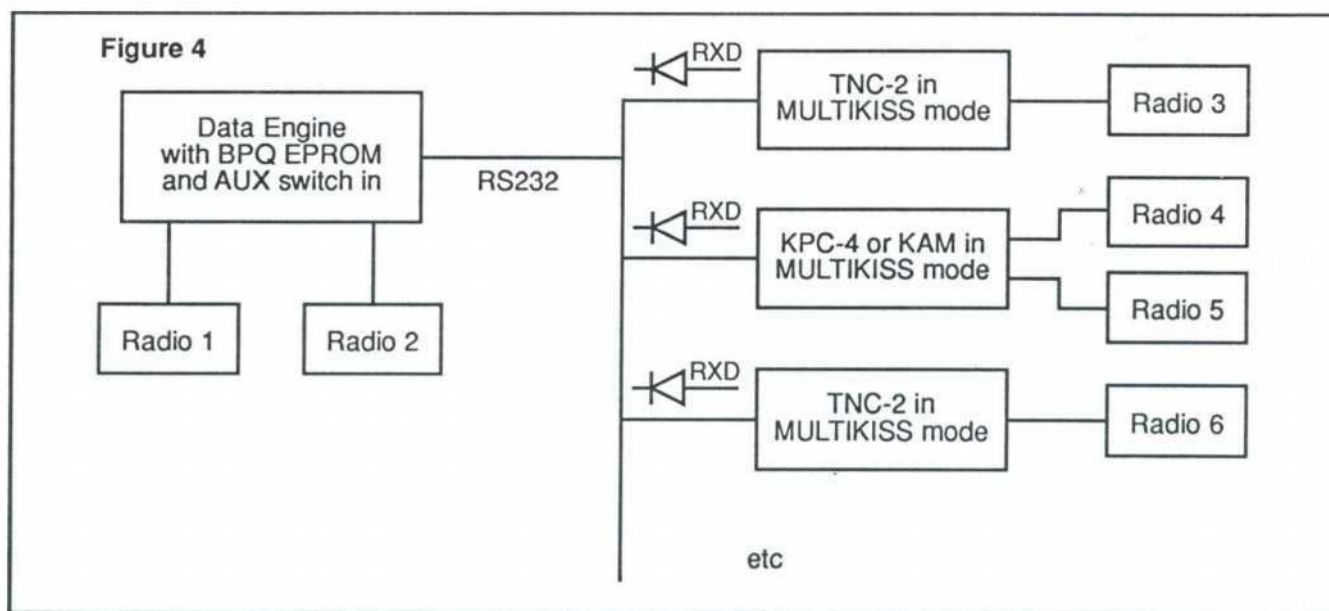 Figure 4
Data Engine
with BPQ EPROM
and AUX switch in
RS232
Radio 1
Radio 2
RXD
TNC-2 in
MULTIKISS mode
Radio 3
RXD
KPC-4 or KAM in
MULTIKISS mode
Radio 4
Radio 5
RXD
TNC-2 in
MULTIKISS mode
Radio 6
etc